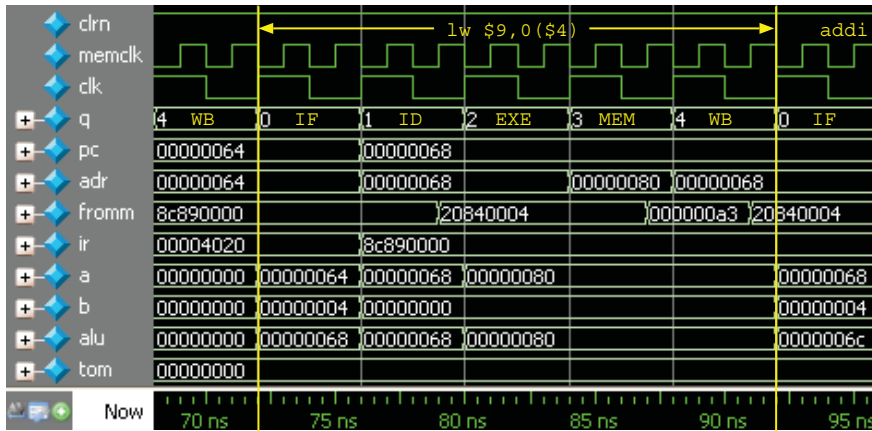 clrn lw $9,0($4) addi
memclk
clk
q 4 WB 0 IF 1 ID 2 EXE 3 MEM 4 WB 0 IF
pc 00000064 00000068
adr 00000064 00000068 00000080 00000068
fromm 8c890000 20840004 000000a3 20840004
ir 00004020 8c890000
a 00000000 00000064 00000068 00000080 00000068
b 00000000 00000004 00000000 00000004
alu 00000000 00000068 00000068 00000080 0000006c
tom 00000000
Now 70 ns 75 ns 80 ns 85 ns 90 ns 95 ns